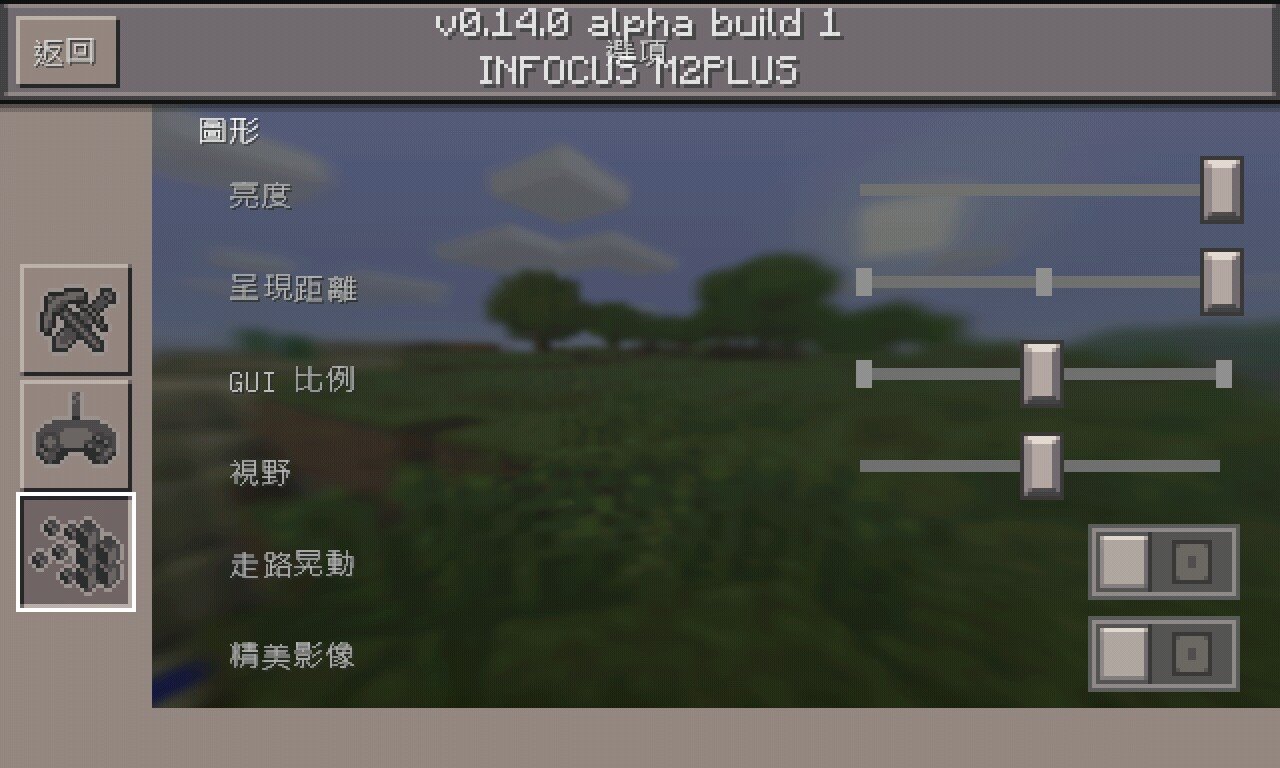 v0.14.0 alpha build 1
返回
選項
INFOCUS M2PLUS
圖形
亮度
呈現距離
GUI 比例
視野
走路晃動
精美影像